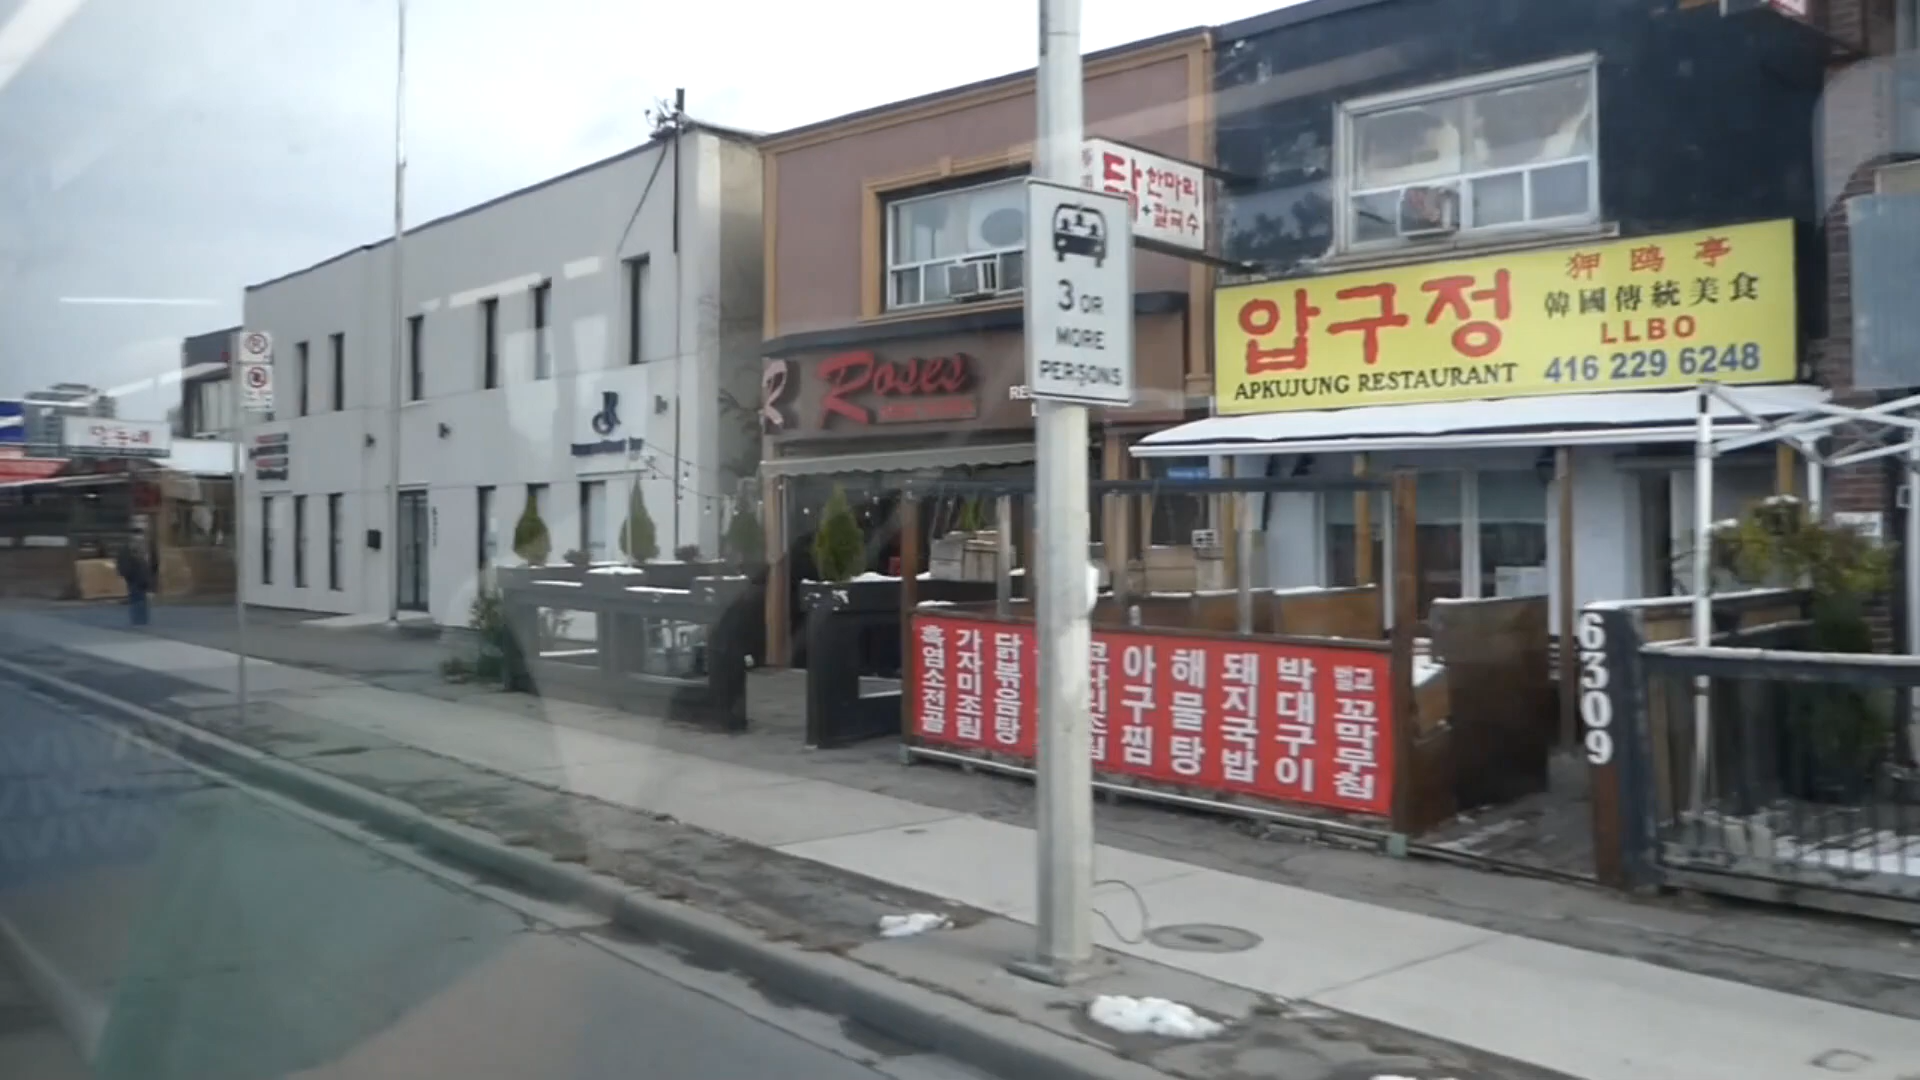 닭한마리
+칼국수
3 OR
MORE
PERSONS
Roses
압구정
狎鷗亭
韓國傳統美食
LLBO
APKUJUNG RESTAURANT
416 229 6248
흑염소전골
가자미조림
닭볶음탕
아구찜
해물탕
돼지국밥
박대구이
벌교
꼬막무침
6309